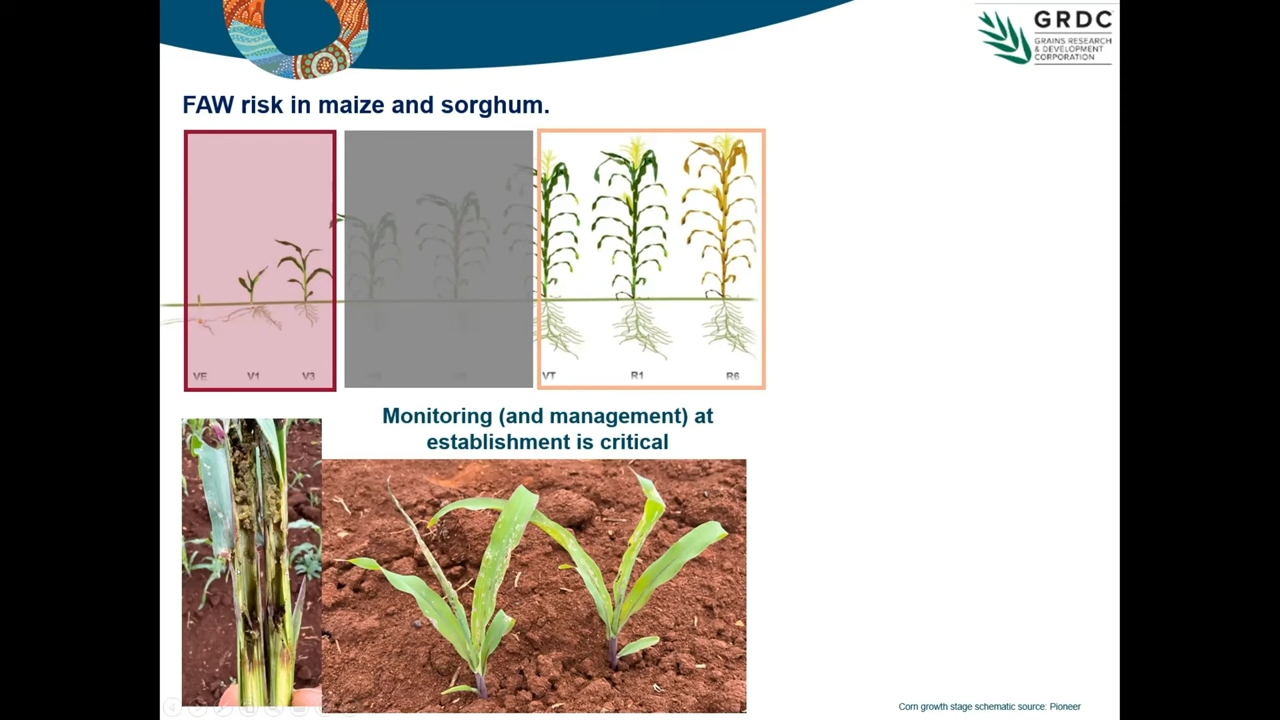 GRDC
GRAINS RESEARCH
& DEVELOPMENT
CORPORATION
FAW risk in maize and sorghum.
VE V1 V3 VT R1 R6
Monitoring (and management) at
establishment is critical
Corn growth stage schematic source: Pioneer